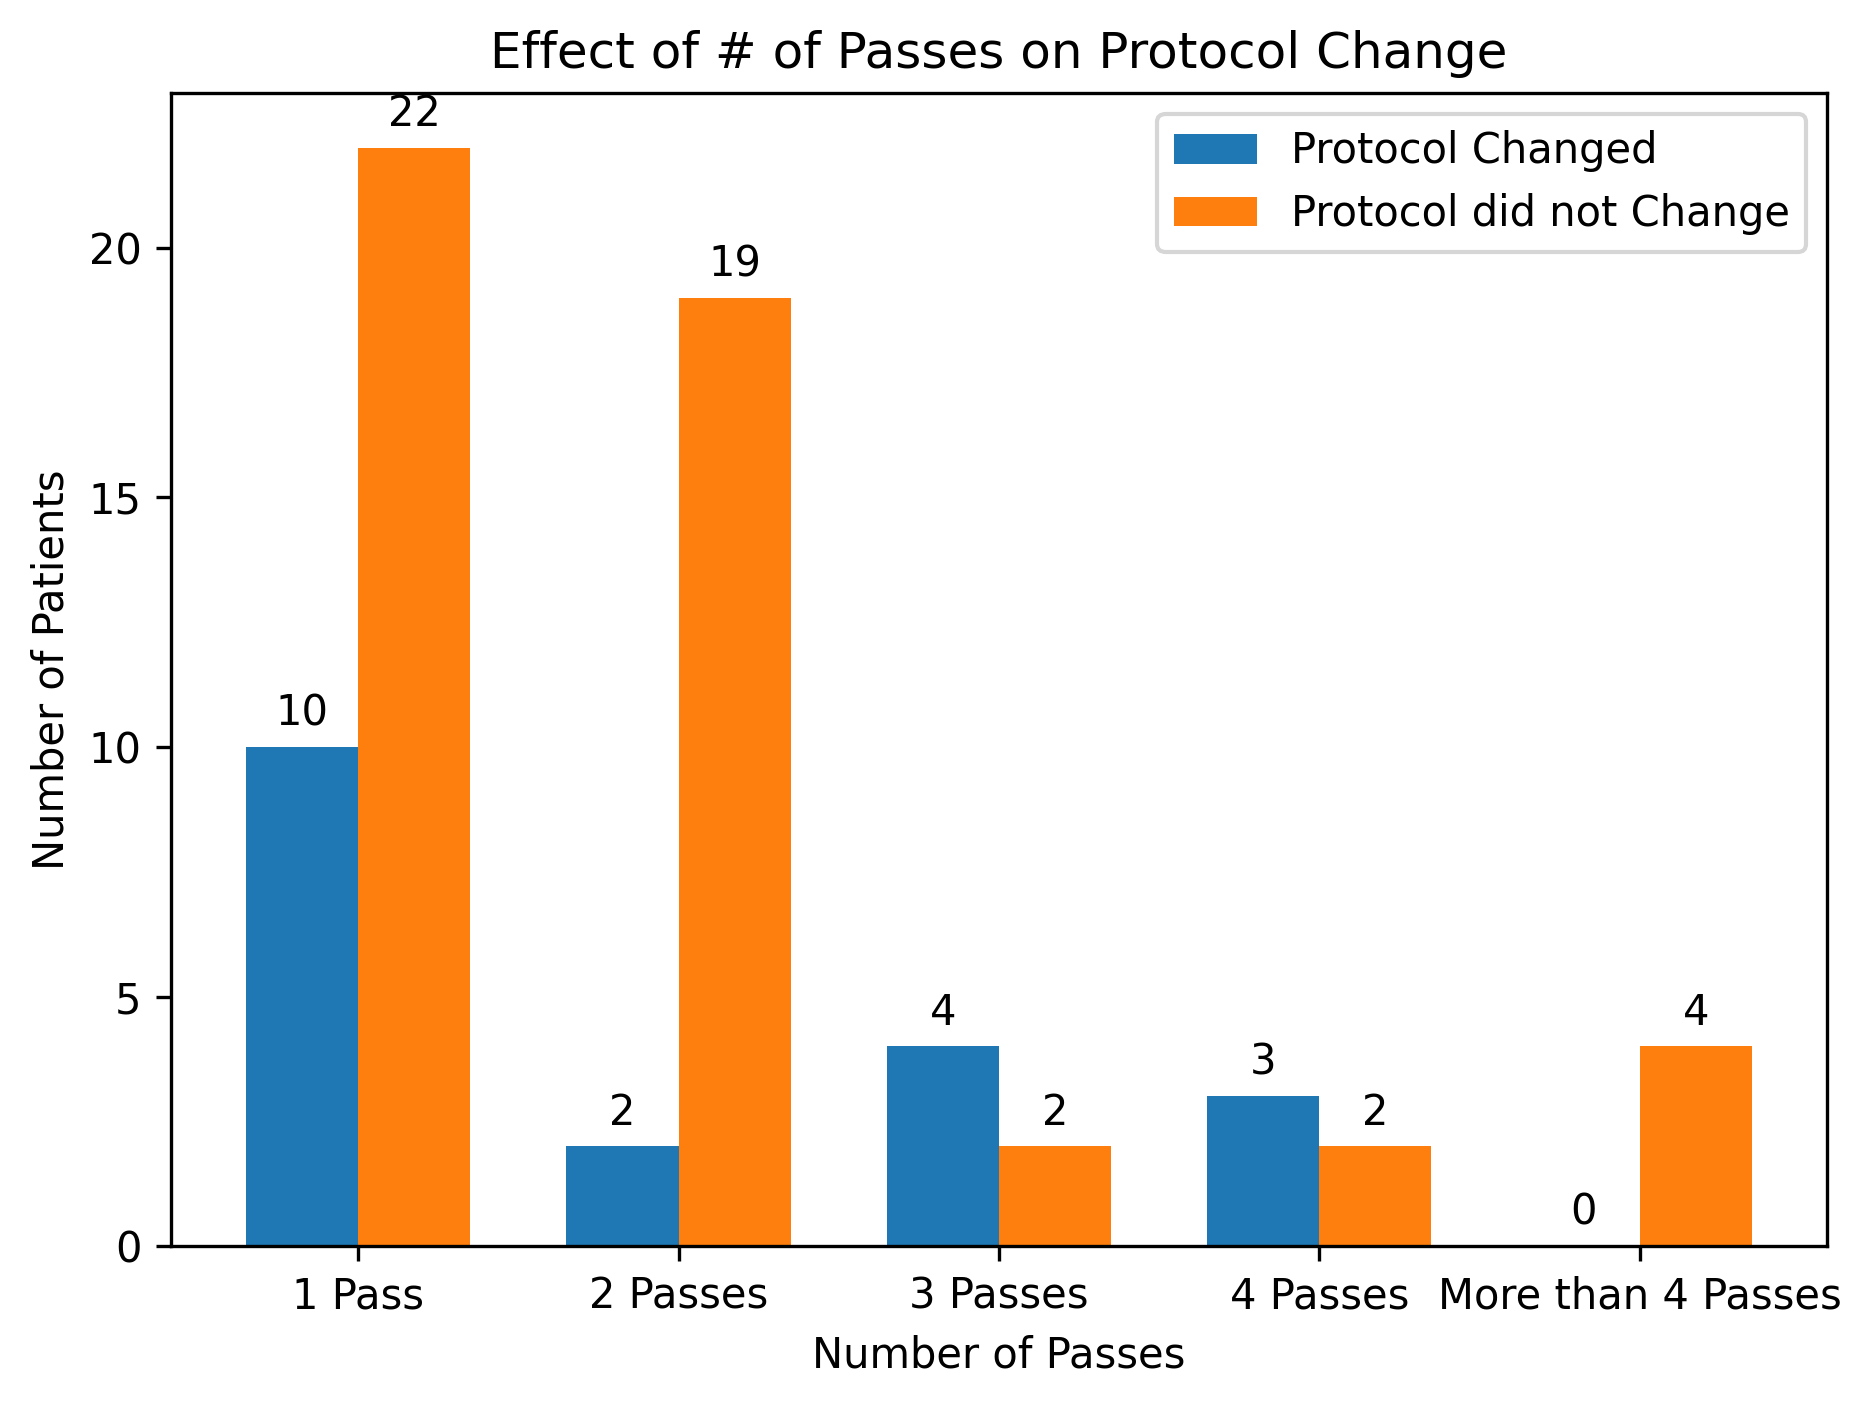 Effect of # of Passes on Protocol Change
Protocol Changed
Protocol did not Change
Number of Patients
20
15
10
5
0
10
22
2
19
4
2
3
2
0
4
1 Pass
2 Passes
3 Passes
4 Passes
More than 4 Passes
Number of Passes